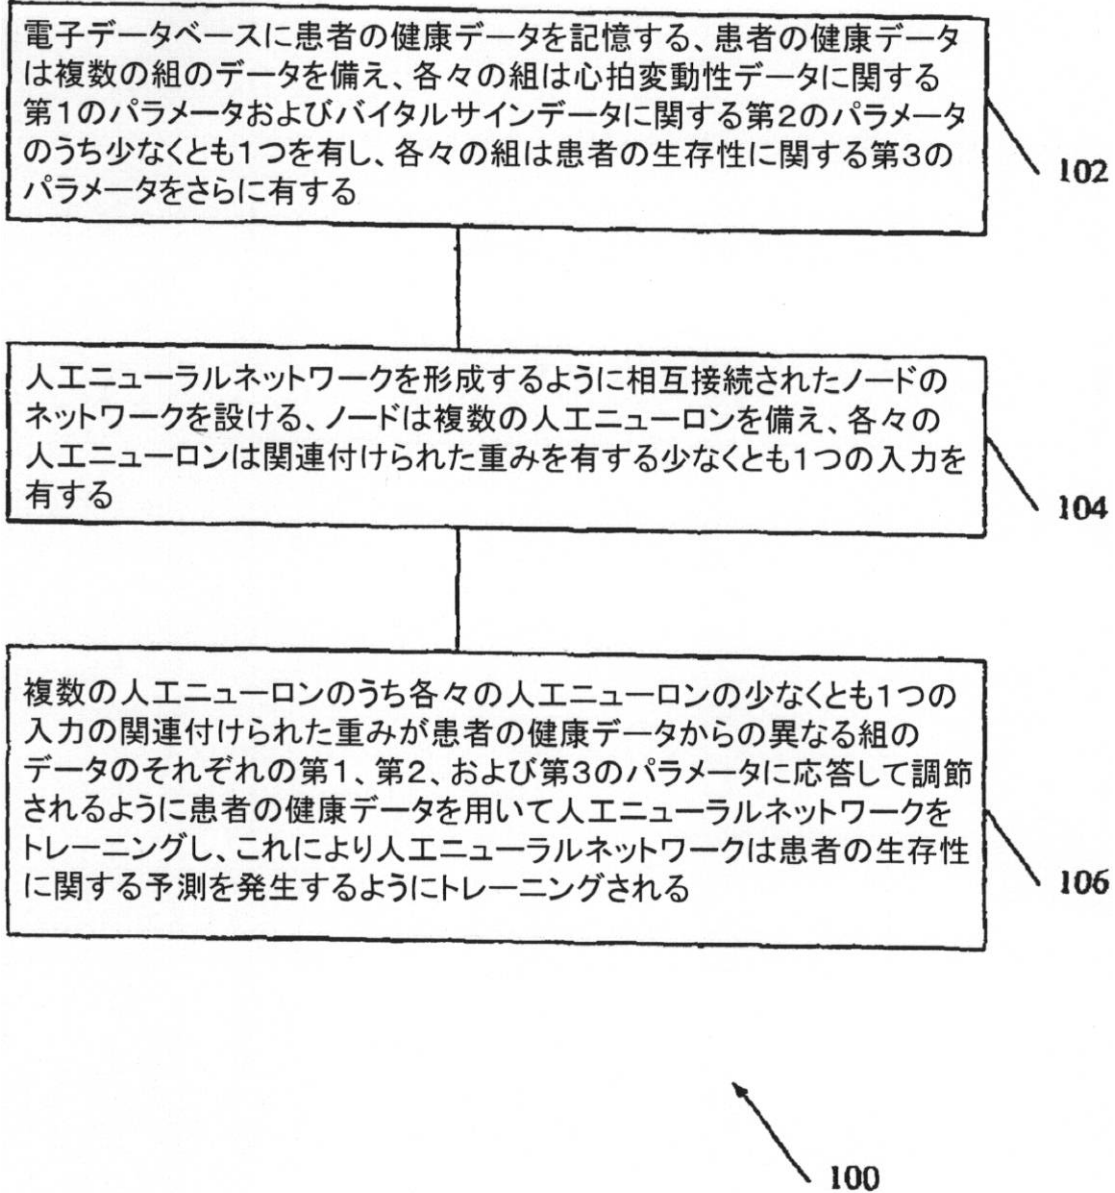 電子データベースに患者の健康データを記憶する、患者の健康データ
は複数の組のデータを備え、各々の組は心拍変動性データに関する
第1のパラメータおよびバイタルサインデータに関する第2のパラメータ
のうち少なくとも1つを有し、各々の組は患者の生存性に関する第3の
パラメータをさらに有する
102
人工ニューラルネットワークを形成するように相互接続されたノードの
ネットワークを設ける、ノードは複数の人工ニューロンを備え、各々の
人工ニューロンは関連付けられた重みを有する少なくとも1つの入力を
有する
104
複数の人工ニューロンのうち各々の人工ニューロンの少なくとも1つの
入力の関連付けられた重みが患者の健康データからの異なる組の
データのそれぞれの第1、第2、および第3のパラメータに応答して調節
されるように患者の健康データを用いて人工ニューラルネットワークを
トレーニングし、これにより人工ニューラルネットワークは患者の生存性
に関する予測を発生するようにトレーニングされる
106
100